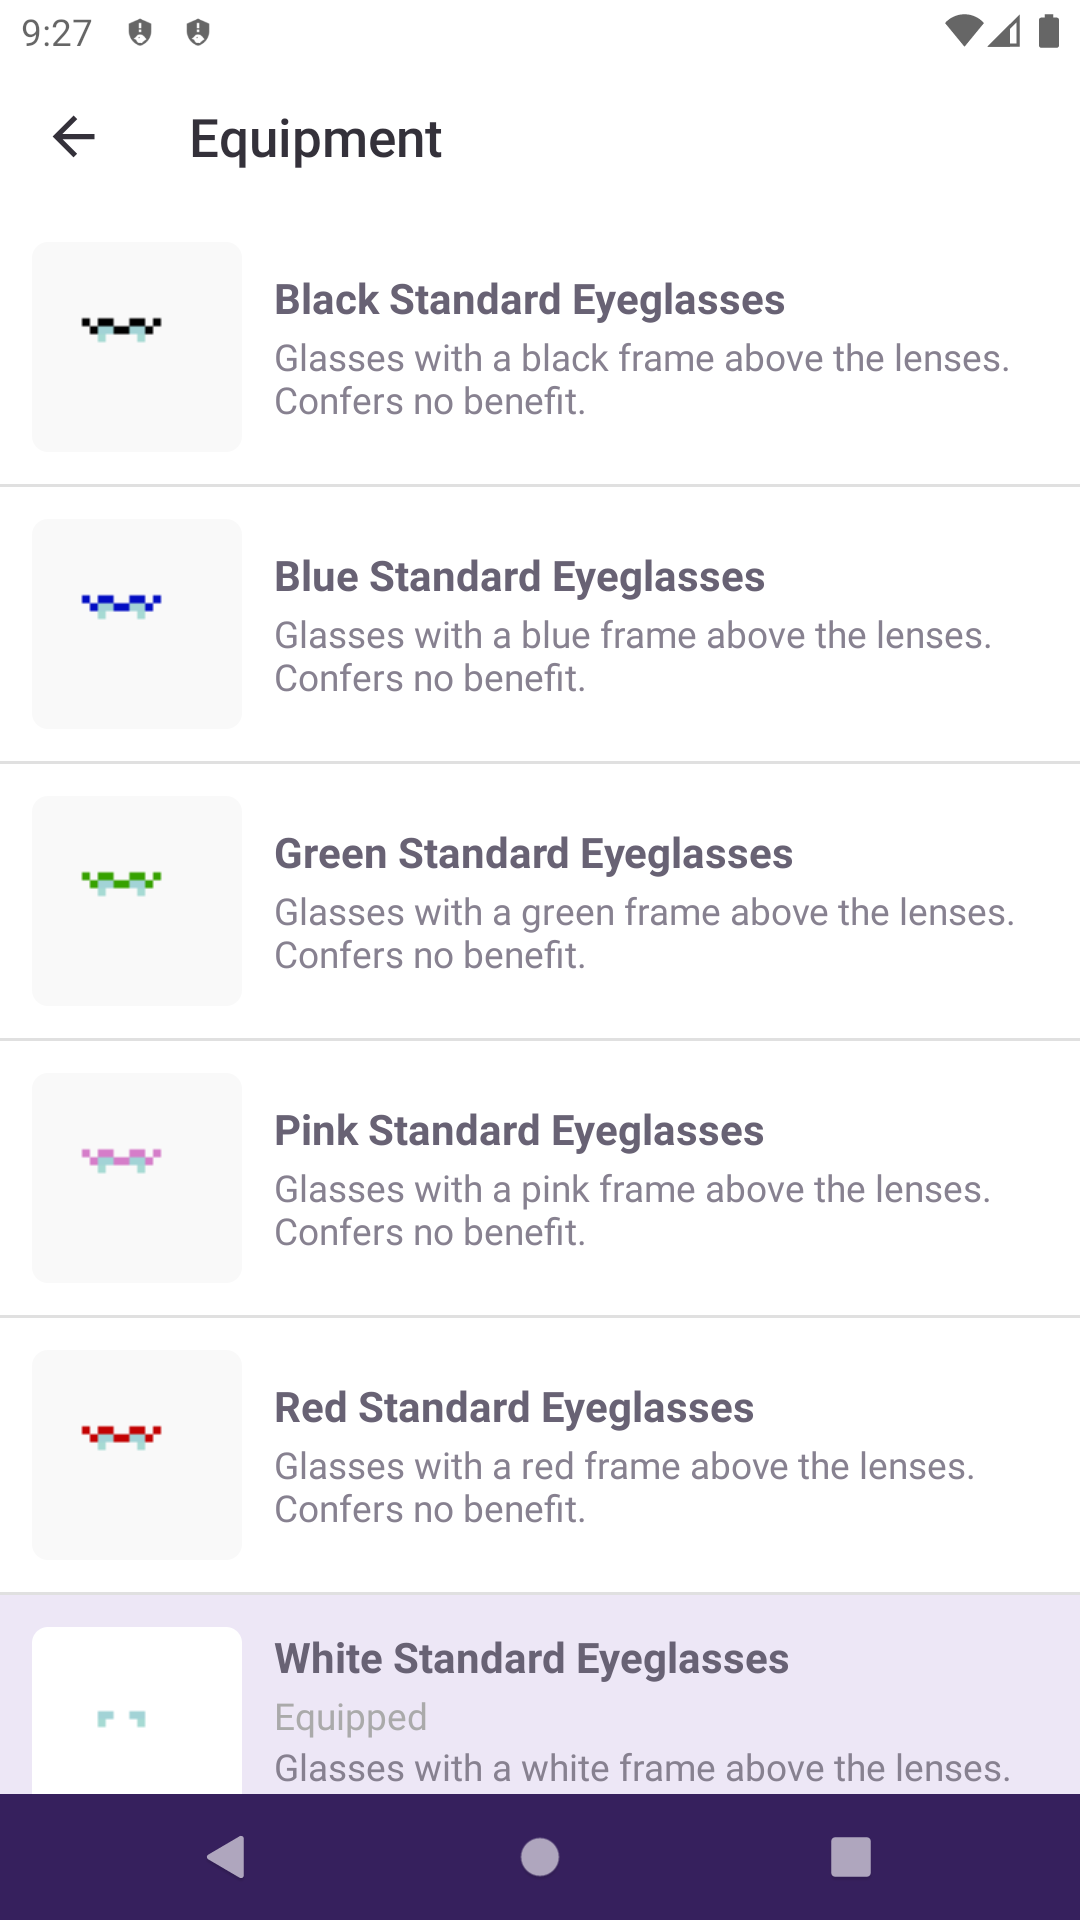 9:27
Equipment
Black Standard Eyeglasses
Glasses with a black frame above the lenses.
Confers no benefit.
Blue Standard Eyeglasses
Glasses with a blue frame above the lenses.
Confers no benefit.
Green Standard Eyeglasses
Glasses with a green frame above the lenses.
Confers no benefit.
Pink Standard Eyeglasses
Glasses with a pink frame above the lenses.
Confers no benefit.
Red Standard Eyeglasses
Glasses with a red frame above the lenses.
Confers no benefit.
White Standard Eyeglasses
Equipped
Glasses with a white frame above the lenses.